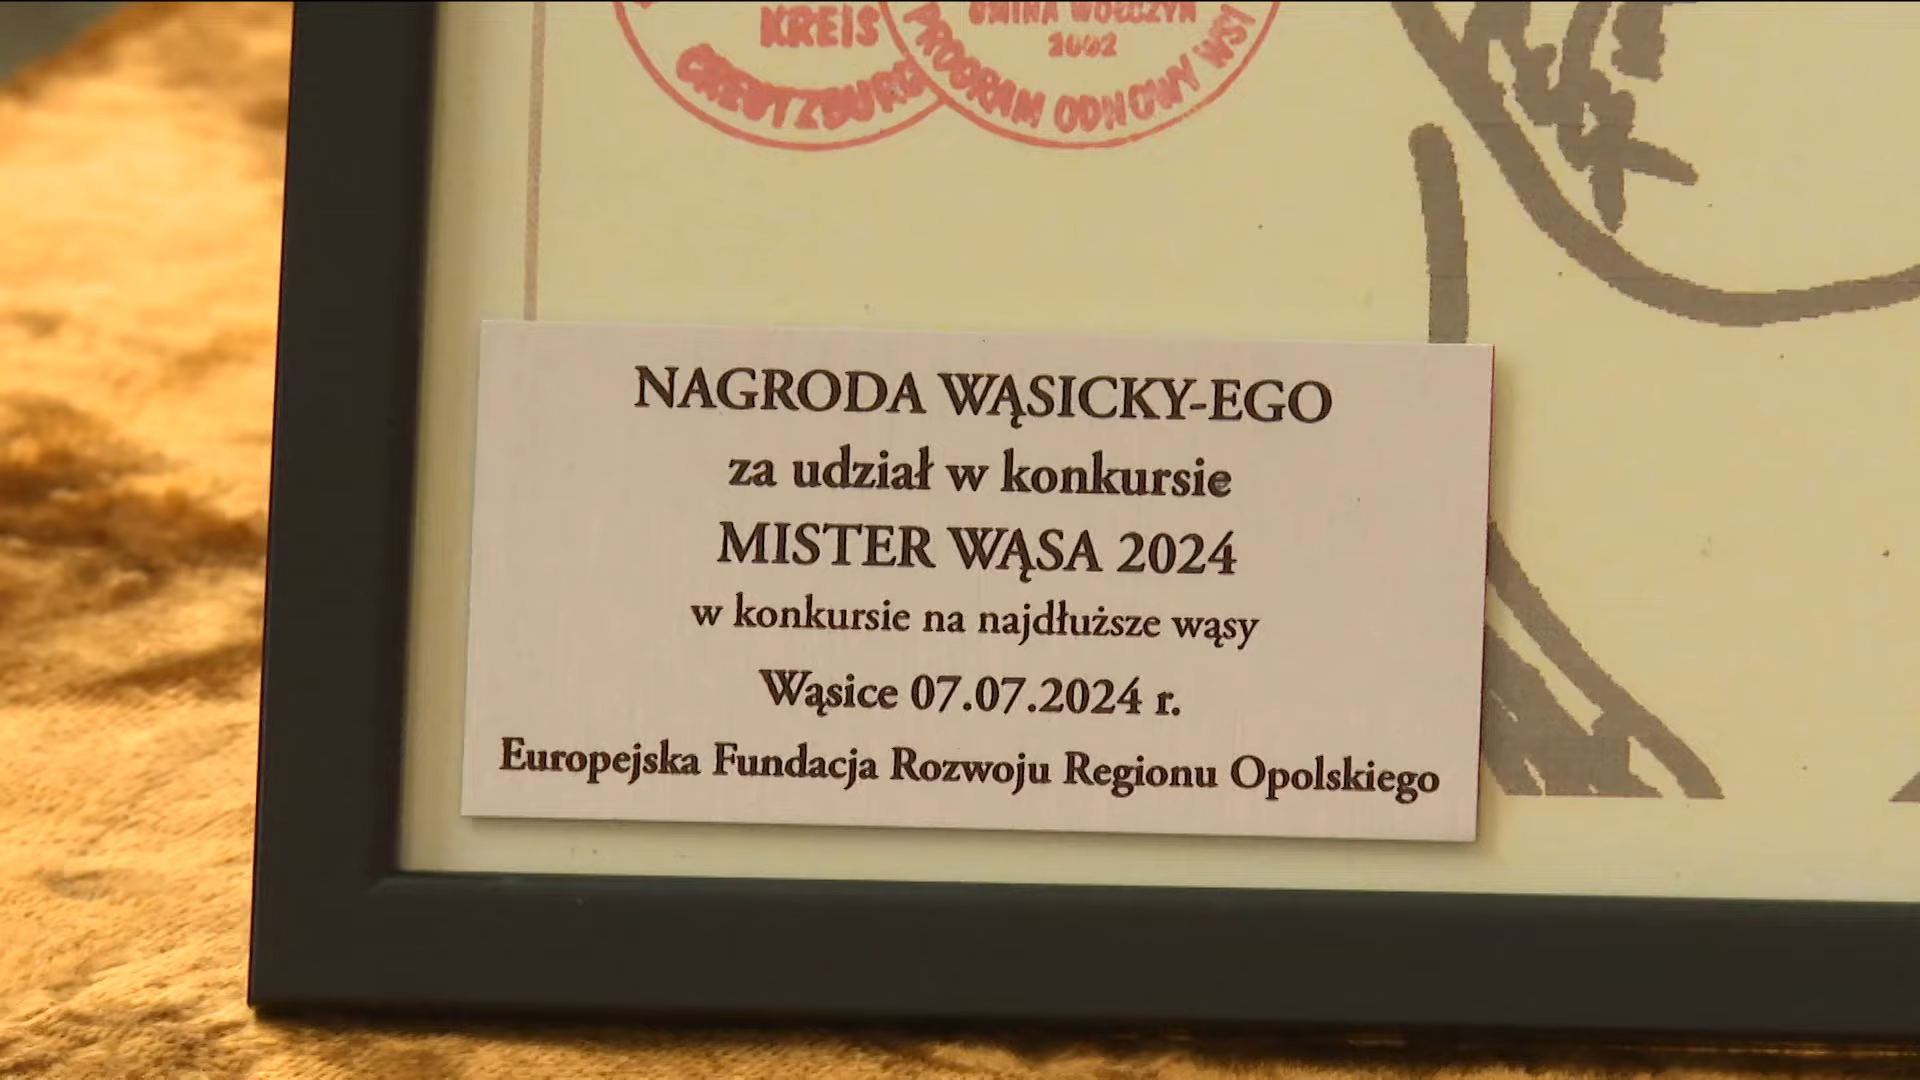 KREIS
CREUTZBURG
GMINA WOŁCZYN
2002
PROGRAM ODNOWY WSI
NAGRODA WĄSICKY-EGO
za udział w konkursie
MISTER WĄSA 2024
w konkursie na najdłuższe wąsy
Wąsice 07.07.2024 r.
Europejska Fundacja Rozwoju Regionu Opolskiego